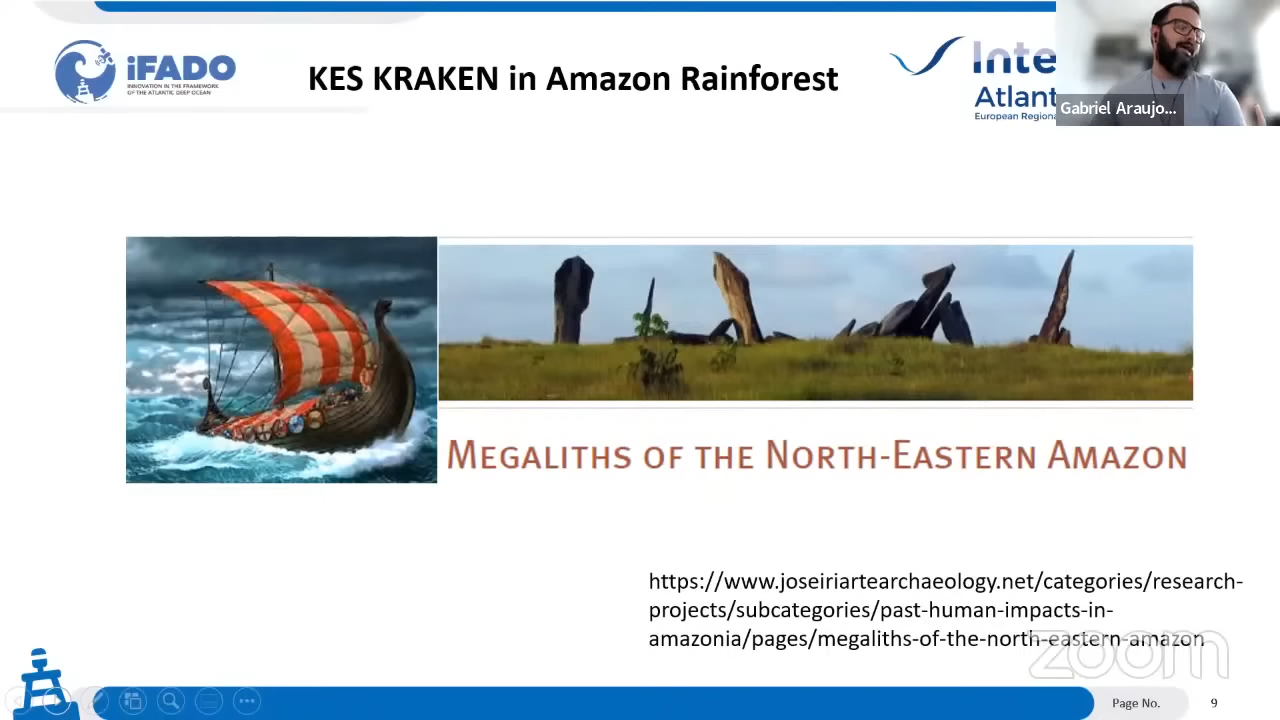 iFADO
INNOVATION IN THE FRAMEWORK
OF THE ATLANTIC DEEP OCEAN
KES KRAKEN in Amazon Rainforest
Inte
Atlant
European Regiona
Gabriel Araujo...
MEGALITHS OF THE NORTH-EASTERN AMAZON
https://www.joseiriartearchaeology.net/categories/research-
projects/subcategories/past-human-impacts-in-
amazonia/pages/megaliths-of-the-north-eastern-amazon
zoom
Page No. 9